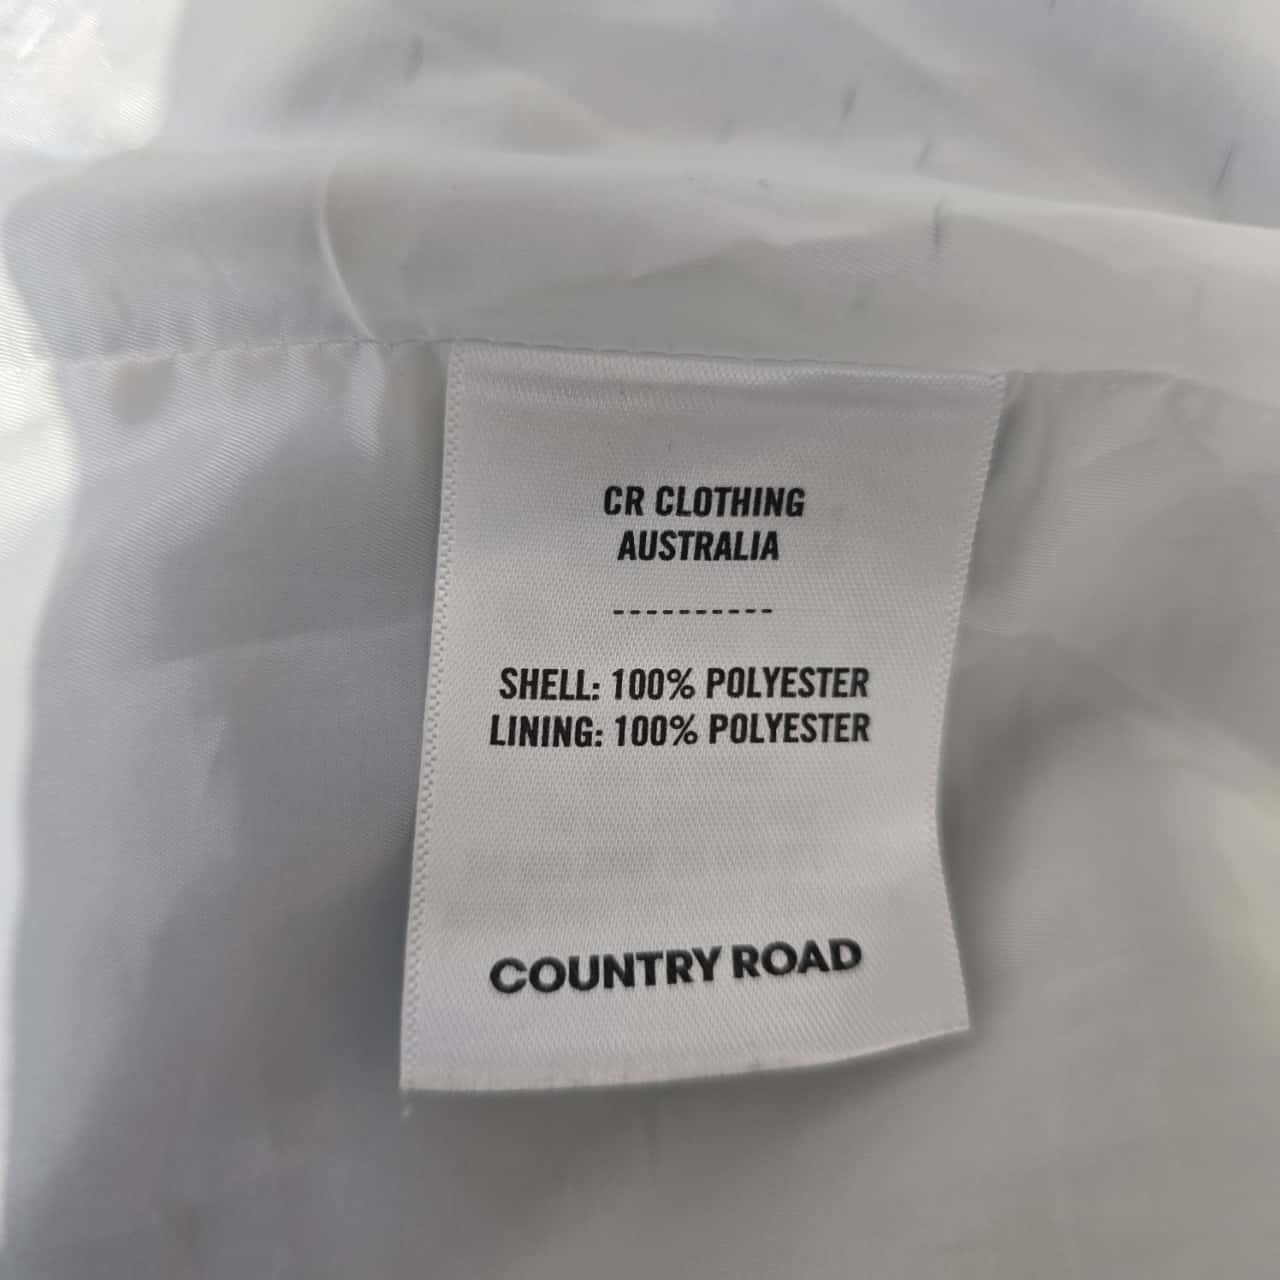 CR CLOTHING
AUSTRALIA
----------
SHELL: 100% POLYESTER
LINING: 100% POLYESTER
COUNTRY ROAD